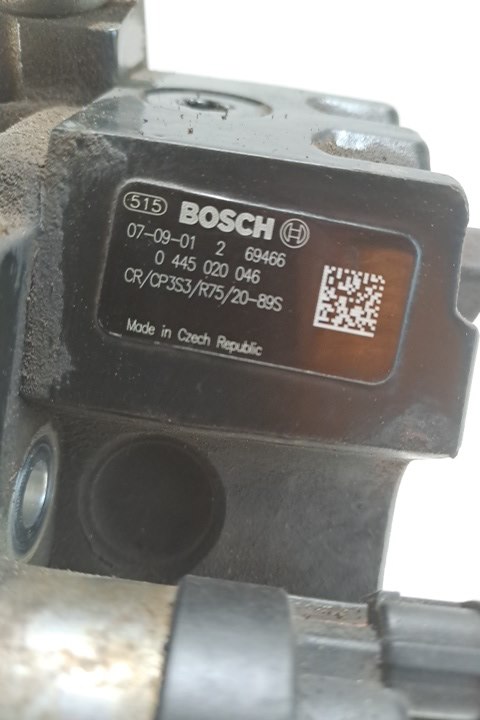 515 BOSCH
07-09-01 2 69466
0 445 020 046
CR/CP3S3/R75/20-89S
Made in Czech Republic